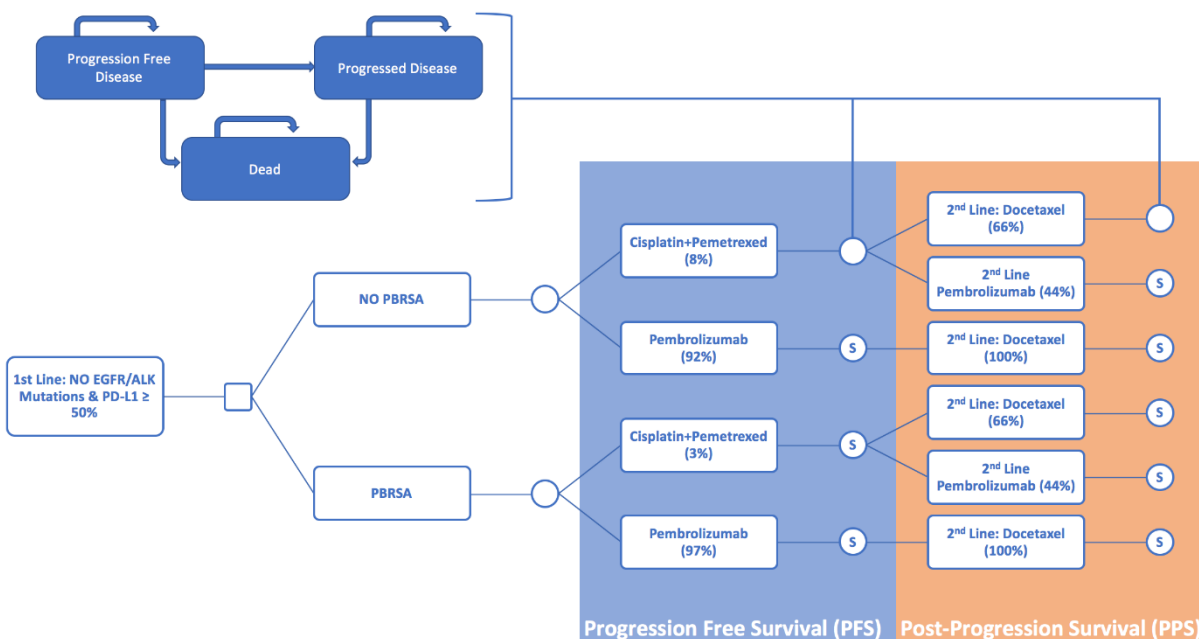 Progression Free
Disease
Progressed Disease
Dead
2nd Line: Docetaxel
(66%)
Cisplatin+Pemetrexed
(8%)
2nd Line
Pembrolizumab (44%)
S
NO PBRSA
Pembrolizumab
(92%)
S
2nd Line: Docetaxel
(100%)
S
1st Line: NO EGFR/ALK
Mutations & PD-L1 ≥
50%
2nd Line: Docetaxel
(66%)
S
Cisplatin+Pemetrexed
(3%)
S
2nd Line
Pembrolizumab (44%)
S
PBRSA
Pembrolizumab
(97%)
S
2nd Line: Docetaxel
(100%)
S
Progression Free Survival (PFS)
Post-Progression Survival (PPS)